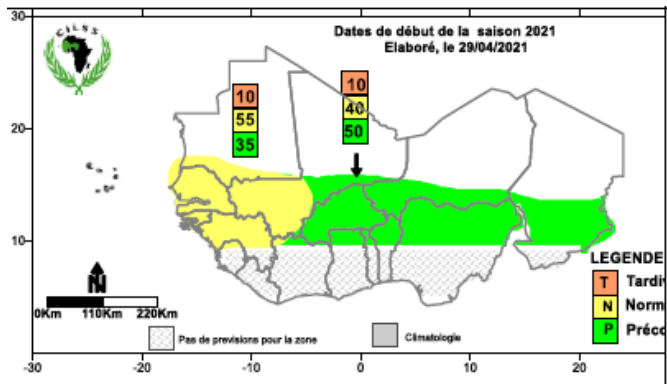 30
CILSS
Dates de début de la saison 2021
Elaboré, le 29/04/2021
10
55
35
10
40
50
20
10
N
0Km 110Km 220Km
LEGENDE
T Tardiv
N Norm
P Préco
Pas de previsions pour la zone
Climatologie
-30 -20 -10 0 10 20